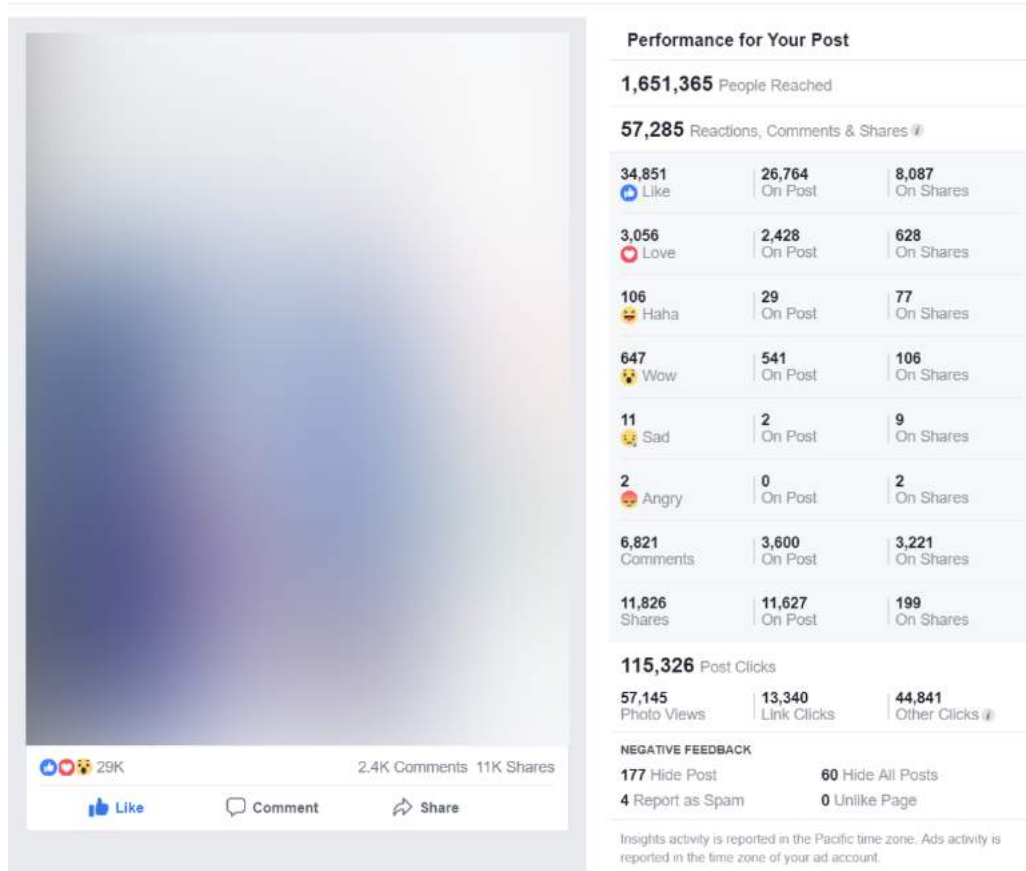 Performance for Your Post
1,651,365 People Reached
57,285 Reactions, Comments & Shares
34,851 26,764 8,087
Like On Post On Shares
3,056 2,428 628
Love On Post On Shares
106 29 77
Haha On Post On Shares
647 541 106
Wow On Post On Shares
11 2 9
Sad On Post On Shares
2 0 2
Angry On Post On Shares
6,821 3,600 3,221
Comments On Post On Shares
11,826 11,627 199
Shares On Post On Shares
115,326 Post Clicks
57,145 13,340 44,841
Photo Views Link Clicks Other Clicks
NEGATIVE FEEDBACK
177 Hide Post 60 Hide All Posts
4 Report as Spam 0 Unlike Page
Insights activity is reported in the Pacific time zone. Ads activity is
reported in the time zone of your ad account.
29K 2.4K Comments 11K Shares
Like Comment Share